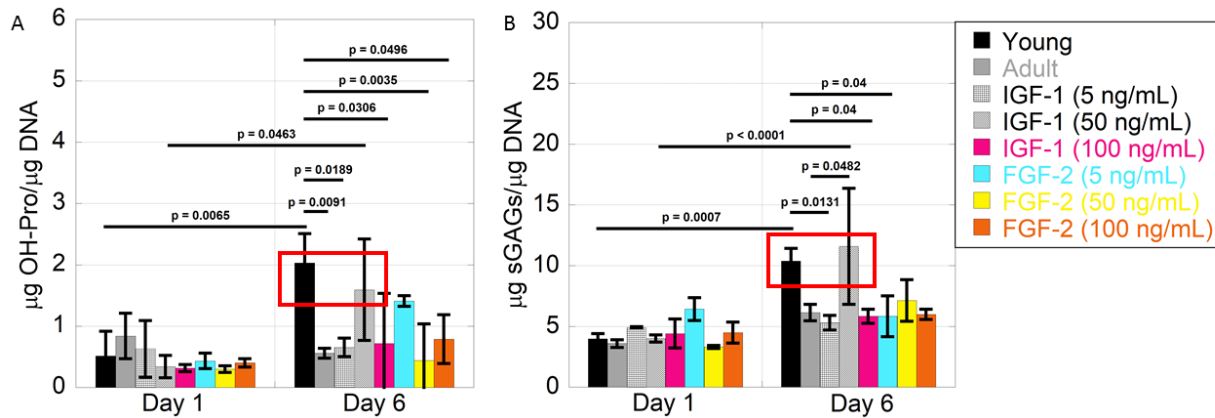 A
µg OH-Pro/µg DNA
6
5
4
3
2
1
0
p = 0.0496
p = 0.0035
p = 0.0306
p = 0.0463
p = 0.0189
p = 0.0091
p = 0.0065
Day 1
Day 6
B
µg sGAGs/µg DNA
30
25
20
15
10
5
0
p = 0.04
p = 0.04
p < 0.0001
p = 0.0482
p = 0.0131
p = 0.0007
Day 1
Day 6
Young
Adult
IGF-1 (5 ng/mL)
IGF-1 (50 ng/mL)
IGF-1 (100 ng/mL)
FGF-2 (5 ng/mL)
FGF-2 (50 ng/mL)
FGF-2 (100 ng/mL)